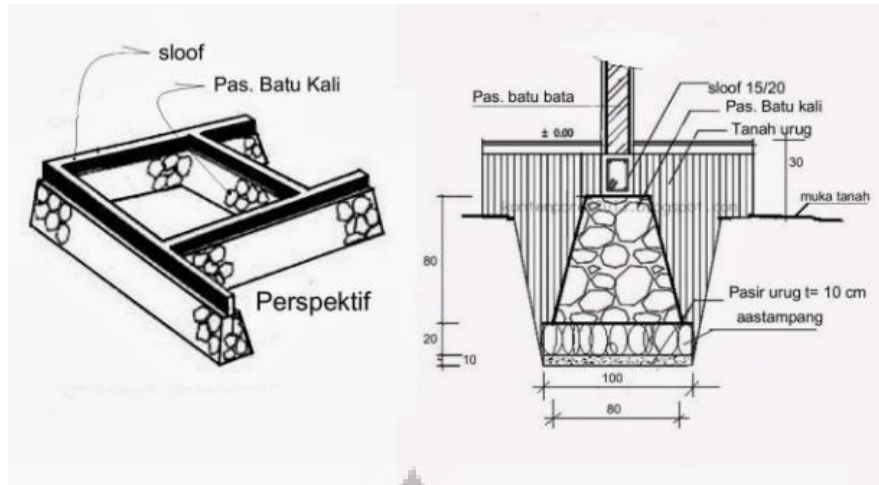 sloof
Pas. Batu Kali
Perspektif
Pas. batu bata
sloof 15/20
Pas. Batu kali
± 0.00
Tanah urug
30
muka tanah
80
Pasir urug t= 10 cm
aastampang
20
10
100
80